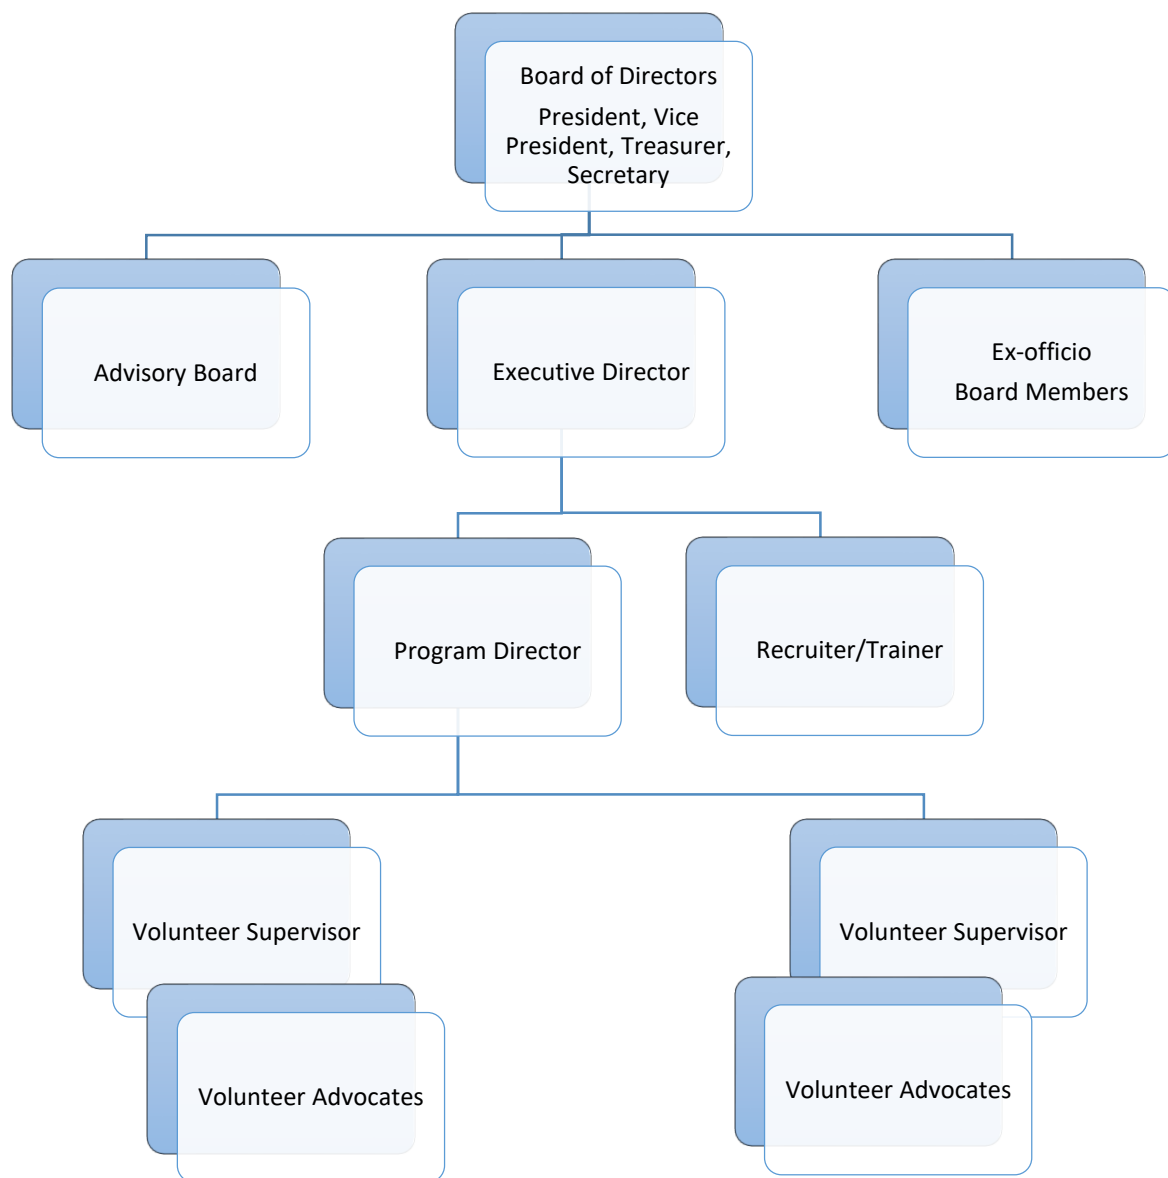 Board of Directors
President, Vice
President, Treasurer,
Secretary
Advisory Board
Executive Director
Ex-officio
Board Members
Program Director
Recruiter/Trainer
Volunteer Supervisor
Volunteer Supervisor
Volunteer Advocates
Volunteer Advocates